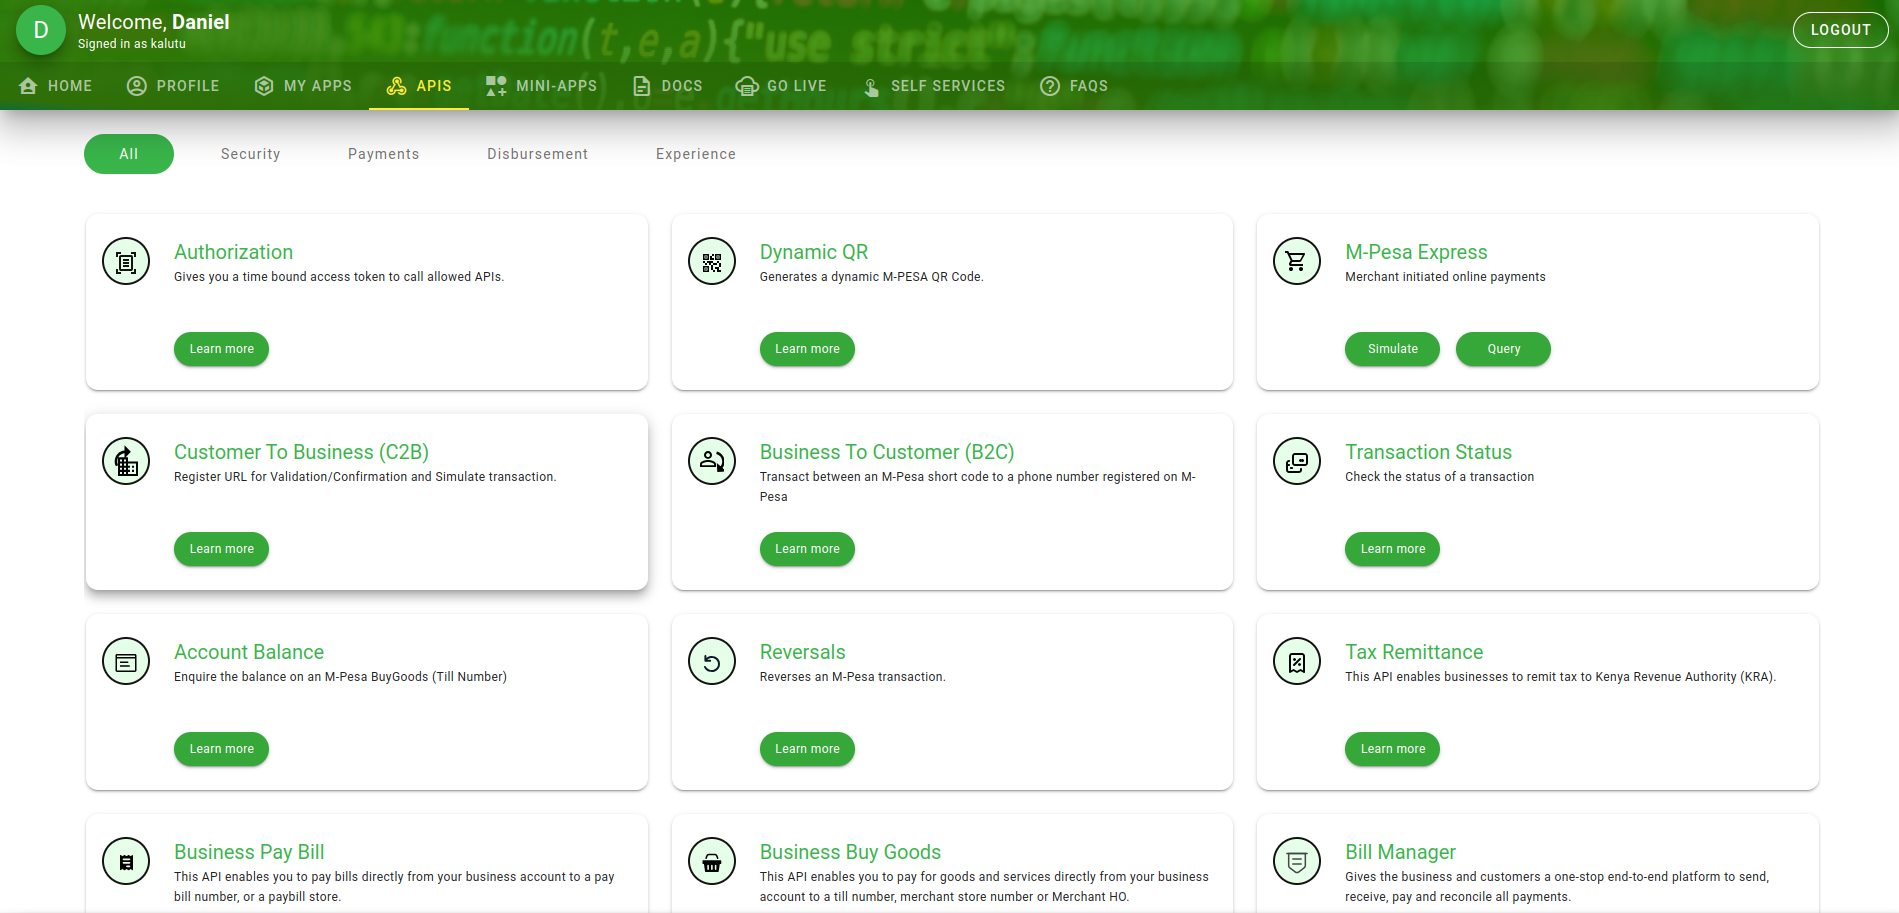 D
Welcome, Daniel
Signed in as kalutu
LOGOUT
function(t,e,a){"use strict";
HOME
PROFILE
MY APPS
APIS
MINI-APPS
DOCS
GO LIVE
SELF SERVICES
FAQS
All
Security
Payments
Disbursement
Experience
Authorization
Gives you a time bound access token to call allowed APIs.
Learn more
Dynamic QR
Generates a dynamic M-PESA QR Code.
Learn more
M-Pesa Express
Merchant initiated online payments
Simulate
Query
Customer To Business (C2B)
Register URL for Validation/Confirmation and Simulate transaction.
Learn more
Business To Customer (B2C)
Transact between an M-Pesa short code to a phone number registered on M-
Pesa
Learn more
Transaction Status
Check the status of a transaction
Learn more
Account Balance
Enquire the balance on an M-Pesa BuyGoods (Till Number)
Learn more
Reversals
Reverses an M-Pesa transaction.
Learn more
Tax Remittance
This API enables businesses to remit tax to Kenya Revenue Authority (KRA).
Learn more
Business Pay Bill
This API enables you to pay bills directly from your business account to a pay
bill number, or a paybill store.
Business Buy Goods
This API enables you to pay for goods and services directly from your business
account to a till number, merchant store number or Merchant HO.
Bill Manager
Gives the business and customers a one-stop end-to-end platform to send,
receive, pay and reconcile all payments.